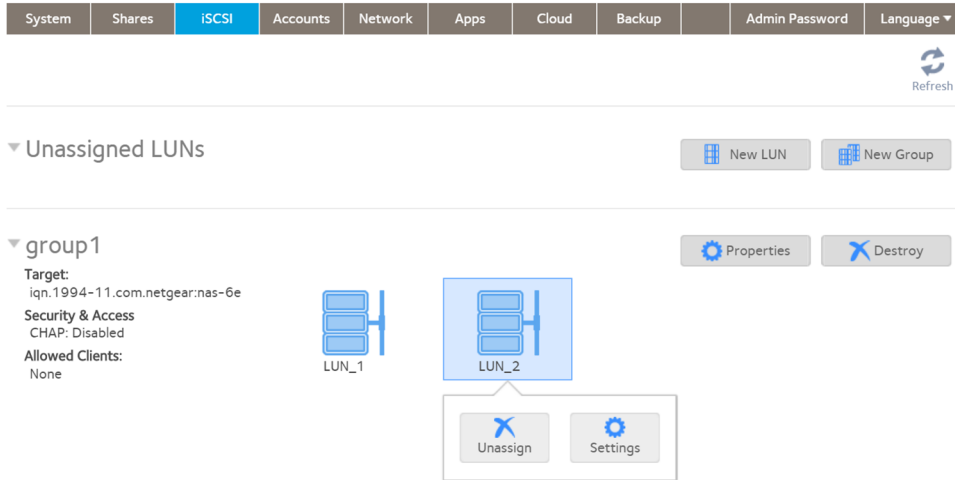 System Shares iSCSI Accounts Network Apps Cloud Backup Admin Password Language
Refresh
Unassigned LUNs
New LUN New Group
group1
Properties Destroy
Target:
iqn.1994-11.com.netgear:nas-6e
Security & Access
CHAP: Disabled
Allowed Clients:
None
LUN_1 LUN_2
Unassign Settings